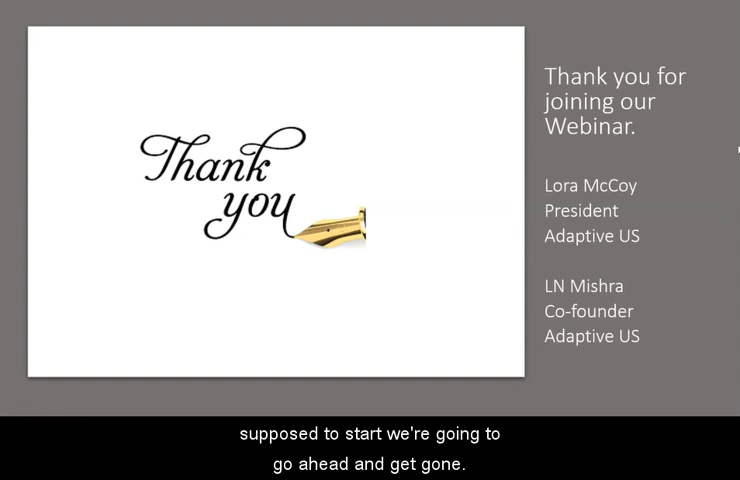 Thank
you
Thank you for
joining our
Webinar.
Lora McCoy
President
Adaptive US
LN Mishra
Co-founder
Adaptive US
supposed to start we're going to
go ahead and get gone.